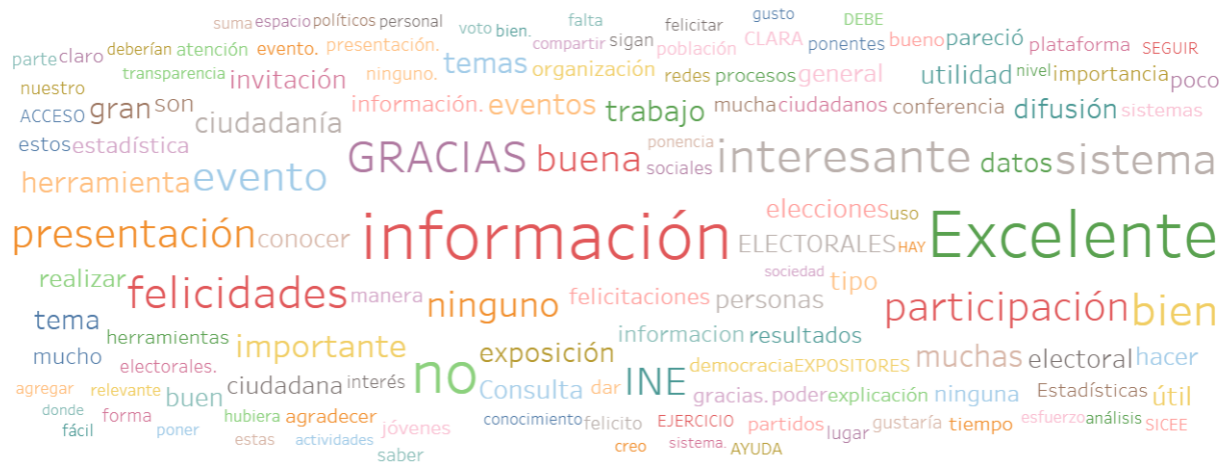 suma espacio políticos personal voto bien. falta felicitar gusto DEBE
parte claro deberían atención evento. presentación. compartir sigan población CLARA ponentes bueno pareció plataforma SEGUIR
nuestro transparencia invitación ninguno. temas organización redes procesos general utilidad nivel importancia poco
ACCESO gran son información. eventos trabajo mucha ciudadanos conferencia difusión sistemas
estos estadística ciudadanía GRACIAS buena ponencia sociales interesante datos sistema
herramienta evento
presentación conocer información elecciones uso ELECTORALES HAY Excelente
realizar felicidades manera ninguno felicitaciones personas sociedad tipo participación bien
tema herramientas importante exposición informacion resultados
mucho electorales. ciudadana interés no Consulta dar INE democracia EXPOSITORES muchas electoral hacer
agregar relevante buen gracias. poder explicación ninguna Estadísticas útil
donde forma hubiera agradecer jóvenes conocimiento felicito EJERCICIO partidos lugar gustaría tiempo esfuerzo análisis SICEE
fácil poner estas actividades saber creo sistema. AYUDA